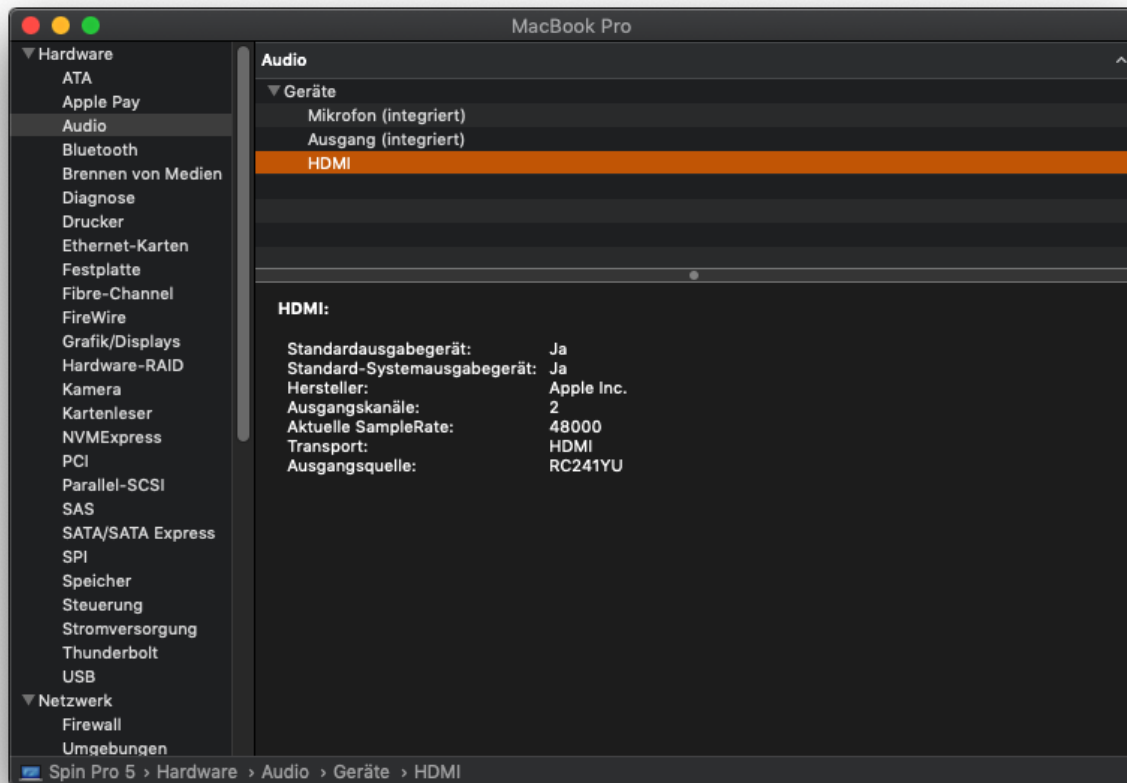 MacBook Pro
Hardware
ATA
Apple Pay
Audio
Bluetooth
Brennen von Medien
Diagnose
Drucker
Ethernet-Karten
Festplatte
Fibre-Channel
FireWire
Grafik/Displays
Hardware-RAID
Kamera
Kartenleser
NVMExpress
PCI
Parallel-SCSI
SAS
SATA/SATA Express
SPI
Speicher
Steuerung
Stromversorgung
Thunderbolt
USB
Netzwerk
Firewall
Umgebungen
Audio
Geräte
Mikrofon (integriert)
Ausgang (integriert)
HDMI
HDMI:
Standardausgabegerät: Ja
Standard-Systemausgabegerät: Ja
Hersteller: Apple Inc.
Ausgangskanäle: 2
Aktuelle SampleRate: 48000
Transport: HDMI
Ausgangsquelle: RC241YU
Spin Pro 5 › Hardware › Audio › Geräte › HDMI